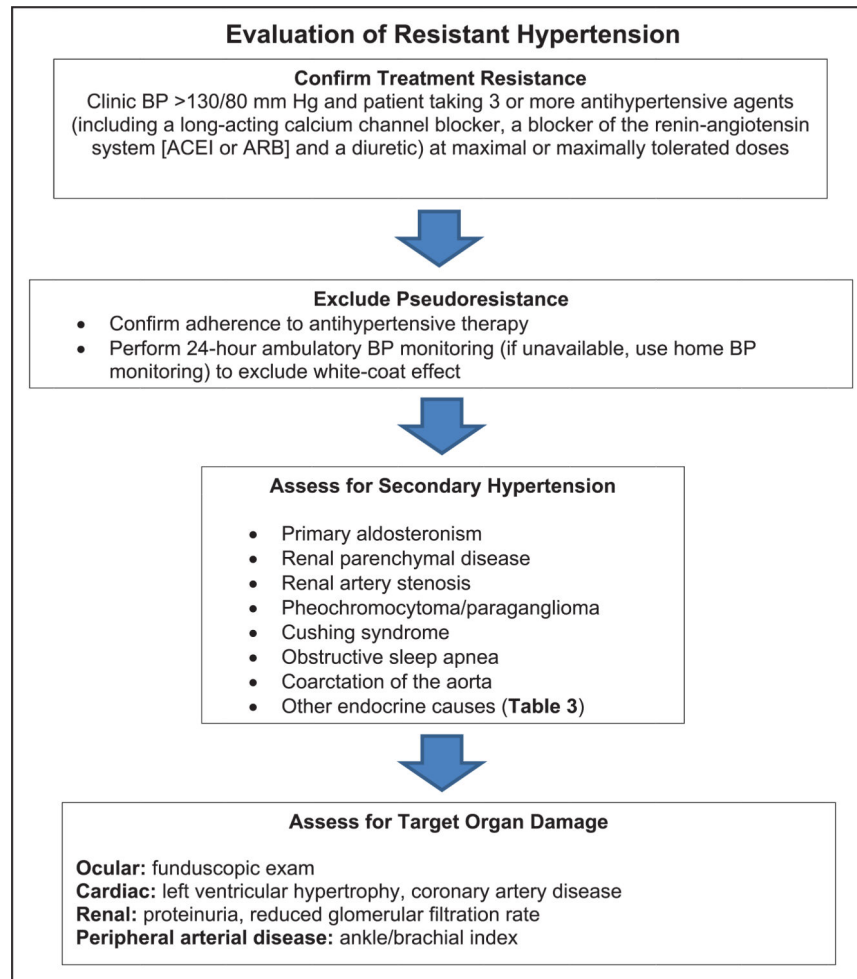 Evaluation of Resistant Hypertension
Confirm Treatment Resistance
Clinic BP >130/80 mm Hg and patient taking 3 or more antihypertensive agents
(including a long-acting calcium channel blocker, a blocker of the renin-angiotensin
system [ACEI or ARB] and a diuretic) at maximal or maximally tolerated doses
Exclude Pseudoresistance
• Confirm adherence to antihypertensive therapy
• Perform 24-hour ambulatory BP monitoring (if unavailable, use home BP
monitoring) to exclude white-coat effect
Assess for Secondary Hypertension
• Primary aldosteronism
• Renal parenchymal disease
• Renal artery stenosis
• Pheochromocytoma/paraganglioma
• Cushing syndrome
• Obstructive sleep apnea
• Coarctation of the aorta
• Other endocrine causes (Table 3)
Assess for Target Organ Damage
Ocular: funduscopic exam
Cardiac: left ventricular hypertrophy, coronary artery disease
Renal: proteinuria, reduced glomerular filtration rate
Peripheral arterial disease: ankle/brachial index